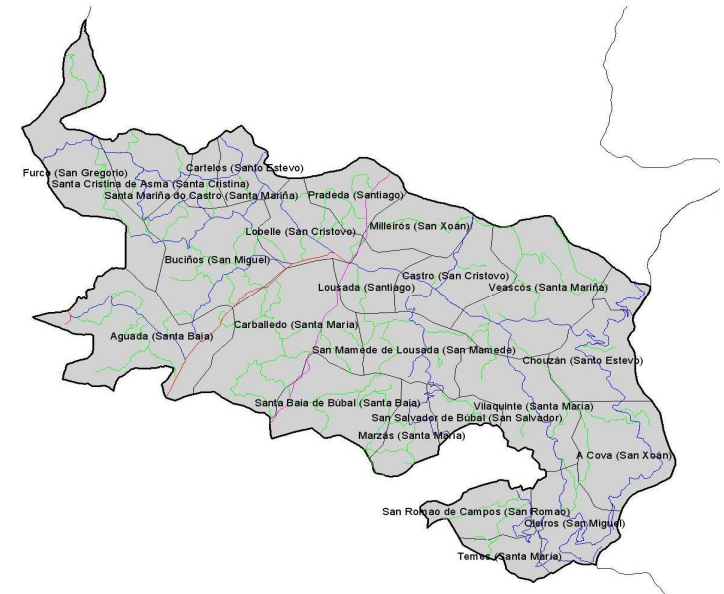 Cartelos (Santo Estevo)
Furco (San Gregorio)
Santa Cristina de Asma (Santa Cristina)
Santa Mariña do Castro (Santa Mariña)
Pradeda (Santiago)
Milleirós (San Xoán)
Lobelle (San Cristovo)
Buciños (San Miguel)
Castro (San Cristovo)
Lousada (Santiago)
Veascos (Santa Mariña)
Carballedo (Santa María)
Aguada (Santa Baia)
San Mamede de Lousada (San Mamede)
Chouzán (Santo Estevo)
Santa Baia de Búbal (Santa Baia)
Vilaquinte (Santa María)
San Salvador de Búbal (San Salvador)
Marzás (Santa María)
A Cova (San Xoán)
San Romao de Campos (San Romao)
Oleiros (San Miguel)
Temes (Santa María)